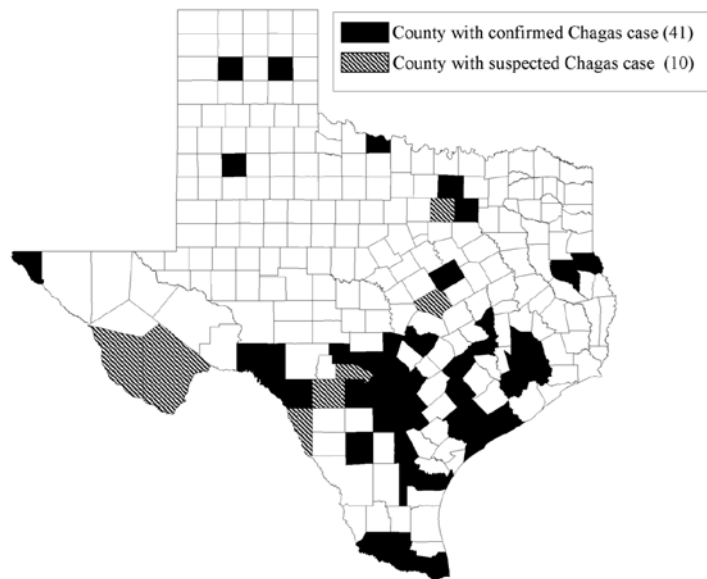 County with confirmed Chagas case (41)
County with suspected Chagas case (10)